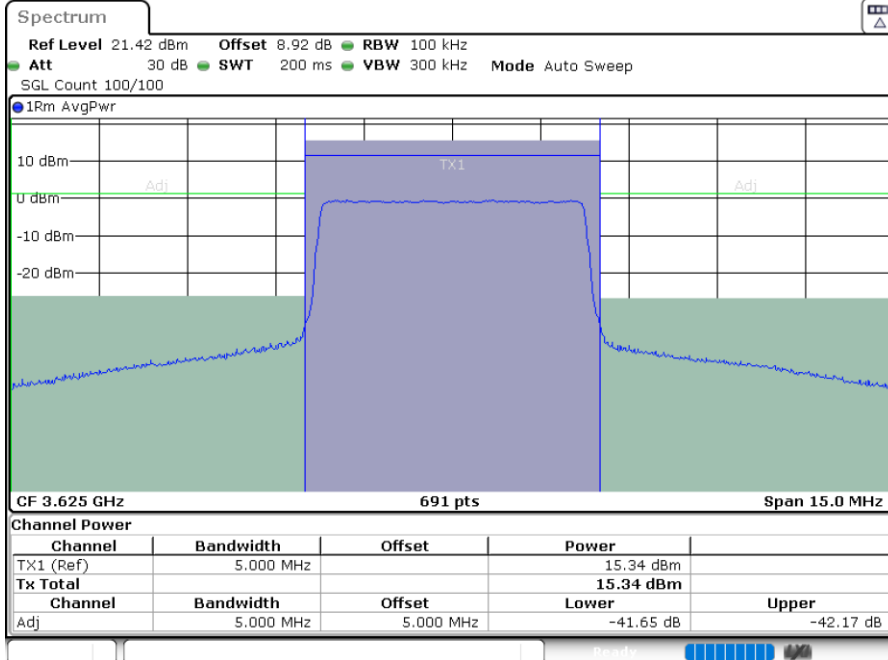 Spectrum
Ref Level 21.42 dBm Offset 8.92 dB RBW 100 kHz
Att 30 dB SWT 200 ms VBW 300 kHz Mode Auto Sweep
SGL Count 100/100
1Rm AvgPwr
10 dBm
TX1
Adj Adj
0 dBm
-10 dBm
-20 dBm
CF 3.625 GHz 691 pts Span 15.0 MHz
Channel Power
Channel Bandwidth Offset Power
TX1 (Ref) 5.000 MHz 15.34 dBm
Tx Total 15.34 dBm
Channel Bandwidth Offset Lower Upper
Adj 5.000 MHz 5.000 MHz -41.65 dB -42.17 dB
Ready